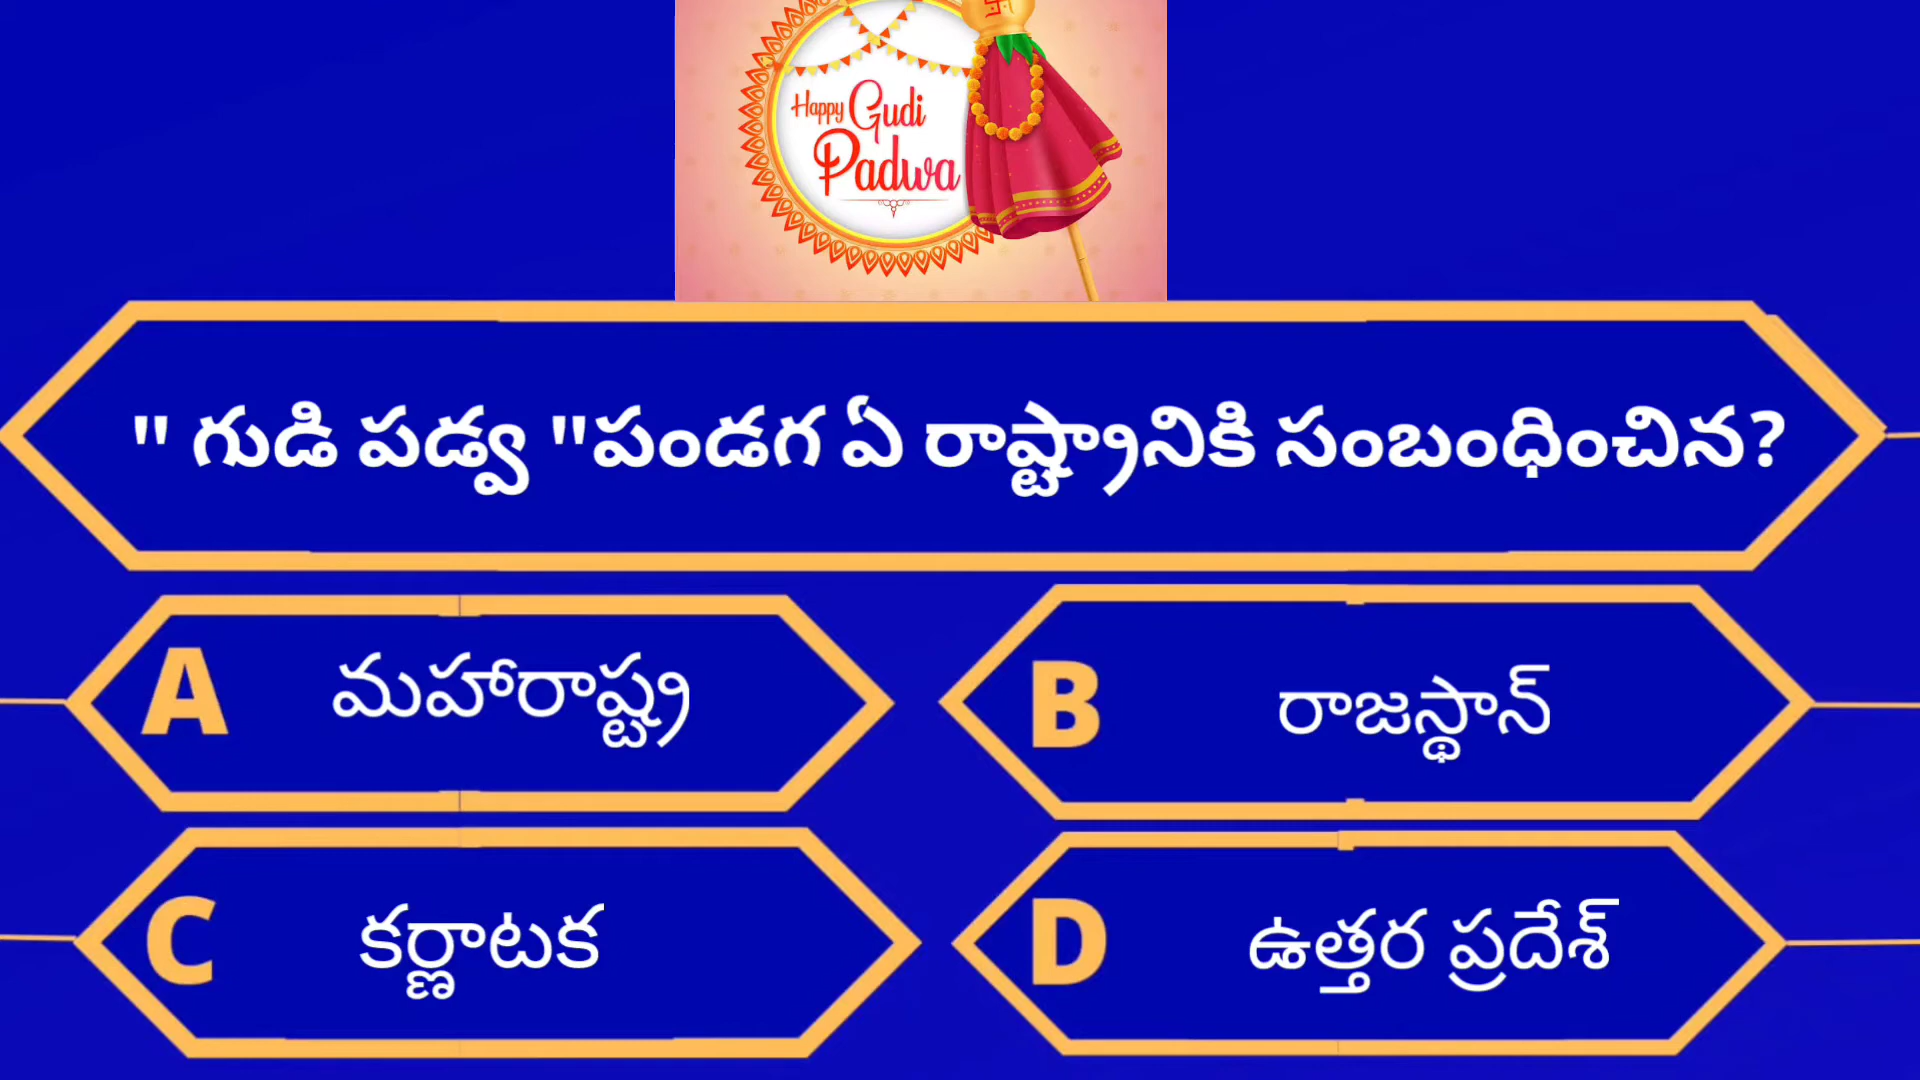 Happy Gudi
Padwa
" గుడి పడ్వ "పండగ ఏ రాష్ట్రానికి సంబంధించిన?
A మహారాష్ట్ర
B రాజస్థాన్
C కర్ణాటక
D ఉత్తర ప్రదేశ్